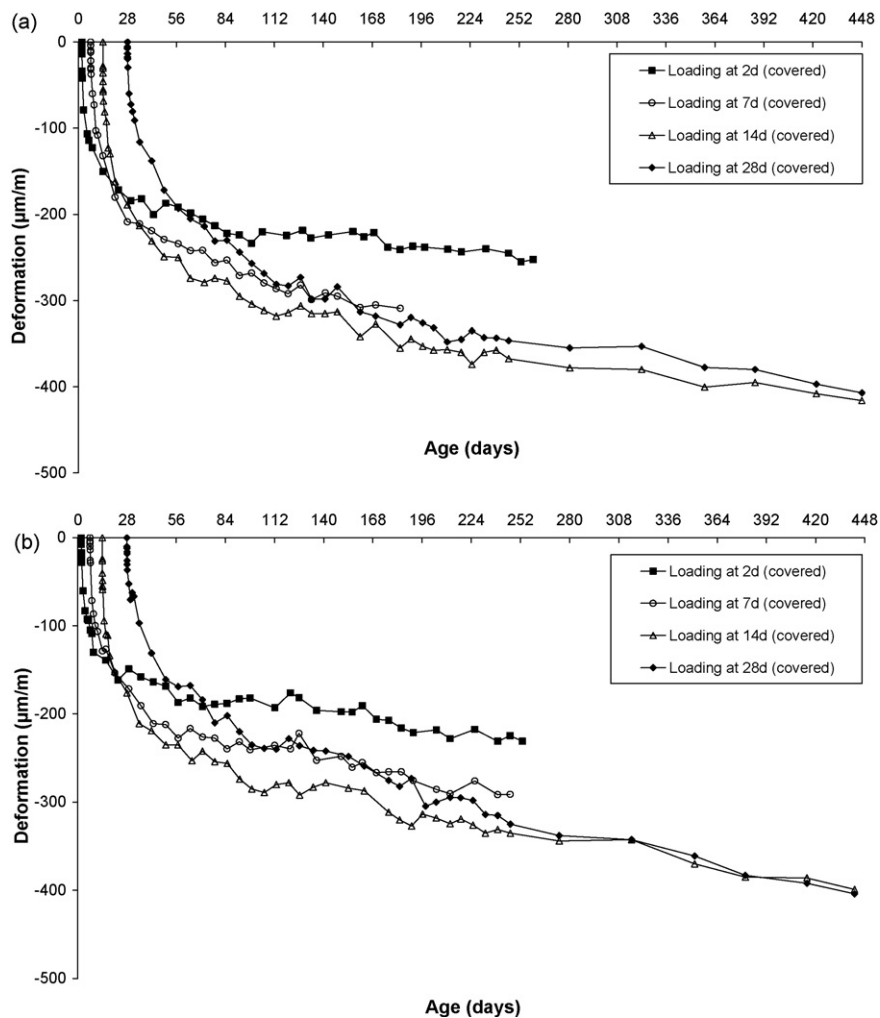 (a)
0 28 56 84 112 140 168 196 224 252 280 308 336 364 392 420 448
0
-100
-200
-300
-400
-500
Deformation (µm/m)
Loading at 2d (covered)
Loading at 7d (covered)
Loading at 14d (covered)
Loading at 28d (covered)
Age (days)
(b)
0 28 56 84 112 140 168 196 224 252 280 308 336 364 392 420 448
0
-100
-200
-300
-400
-500
Deformation (µm/m)
Loading at 2d (covered)
Loading at 7d (covered)
Loading at 14d (covered)
Loading at 28d (covered)
Age (days)